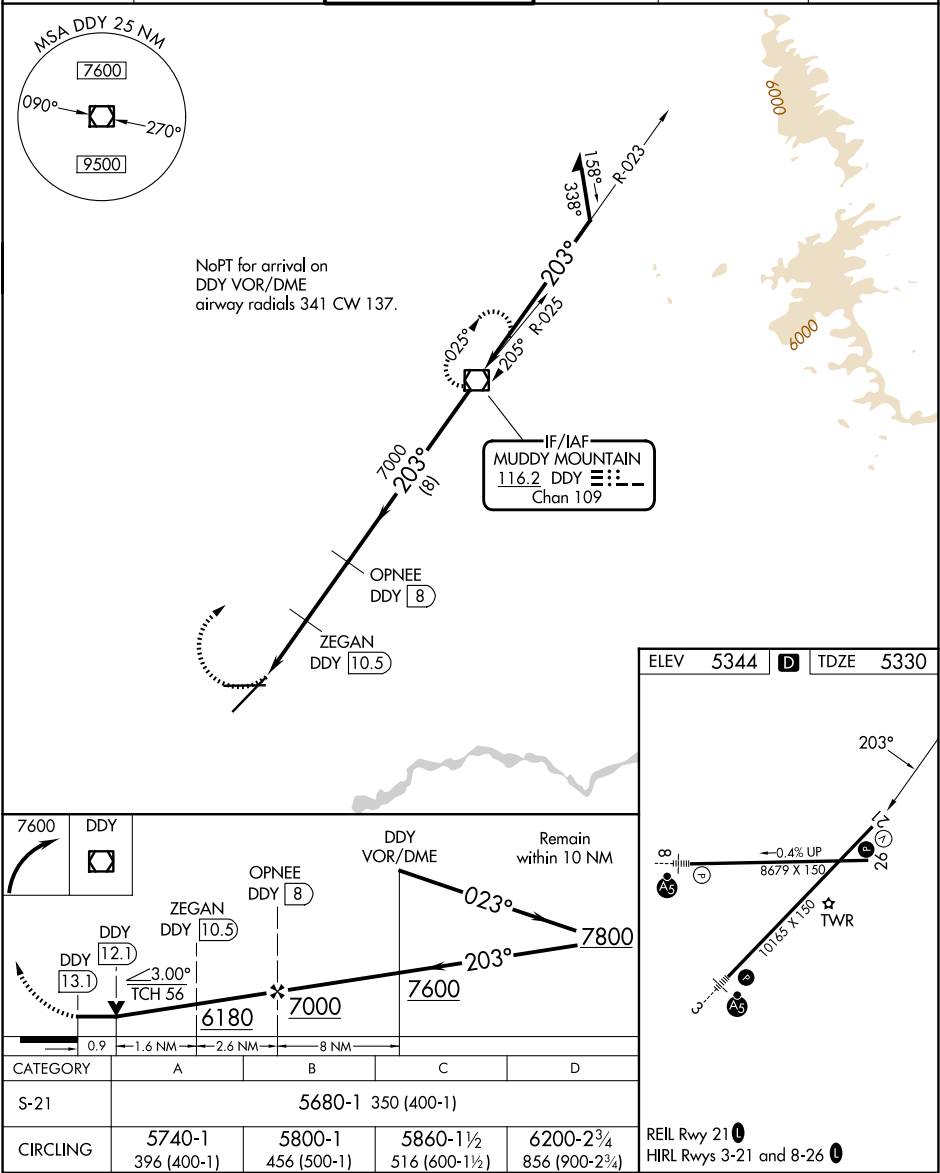 MSA DDY 25 NM
7600
090°
270°
9500
6000
6000
158°
338°
R-023
203°
NoPT for arrival on
DDY VOR/DME
airway radials 341 CW 137.
025°
205°
R-025
IF/IAF
MUDDY MOUNTAIN
116.2 DDY
Chan 109
7000
203°
(8)
OPNEE
DDY 8
ZEGAN
DDY 10.5
ELEV 5344 D TDZE 5330
203°
21
V
P
26
8
0.4% UP
8679 X 150
A5
P
10165 X 150
TWR
3
P
A5
REIL Rwy 21 L
HIRL Rwys 3-21 and 8-26 L
7600 DDY
DDY
VOR/DME
Remain
within 10 NM
OPNEE
DDY 8
ZEGAN
DDY 10.5
DDY
12.1
DDY
13.1
3.00°
TCH 56
023°
7800
203°
7600
7000
6180
0.9 1.6 NM 2.6 NM 8 NM
CATEGORY A B C D
S-21 5680-1 350 (400-1)
CIRCLING 5740-1 5800-1 5860-1½ 6200-2¾
396 (400-1) 456 (500-1) 516 (600-1½) 856 (900-2¾)